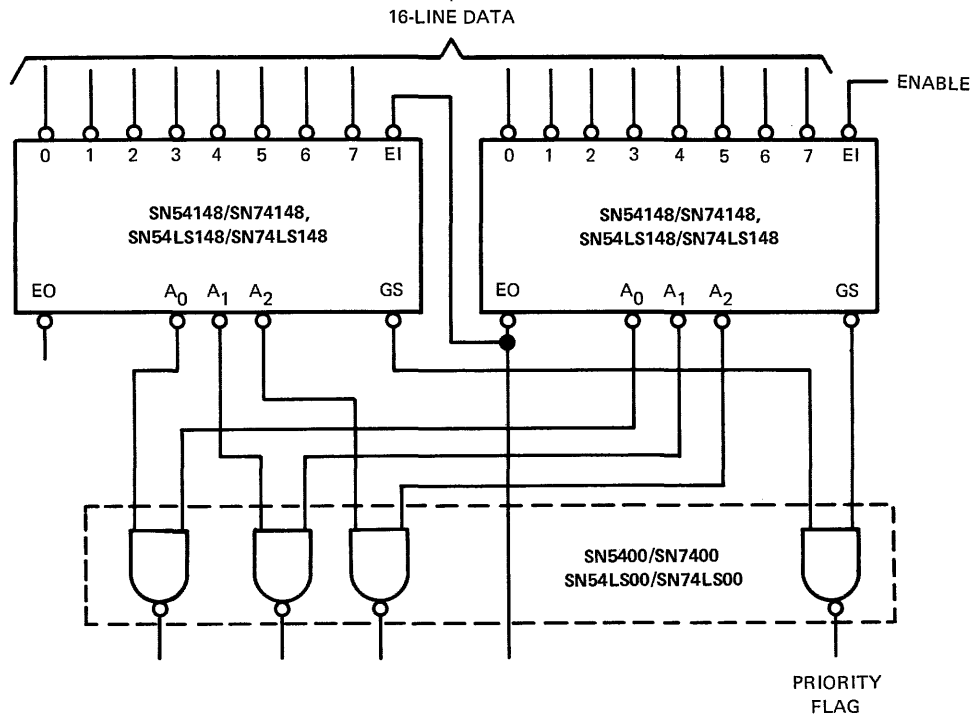 16-LINE DATA
ENABLE
0 1 2 3 4 5 6 7 EI
0 1 2 3 4 5 6 7 EI
SN54148/SN74148,
SN54LS148/SN74LS148
SN54148/SN74148,
SN54LS148/SN74LS148
EO A0 A1 A2 GS
EO A0 A1 A2 GS
SN5400/SN7400
SN54LS00/SN74LS00
PRIORITY
FLAG